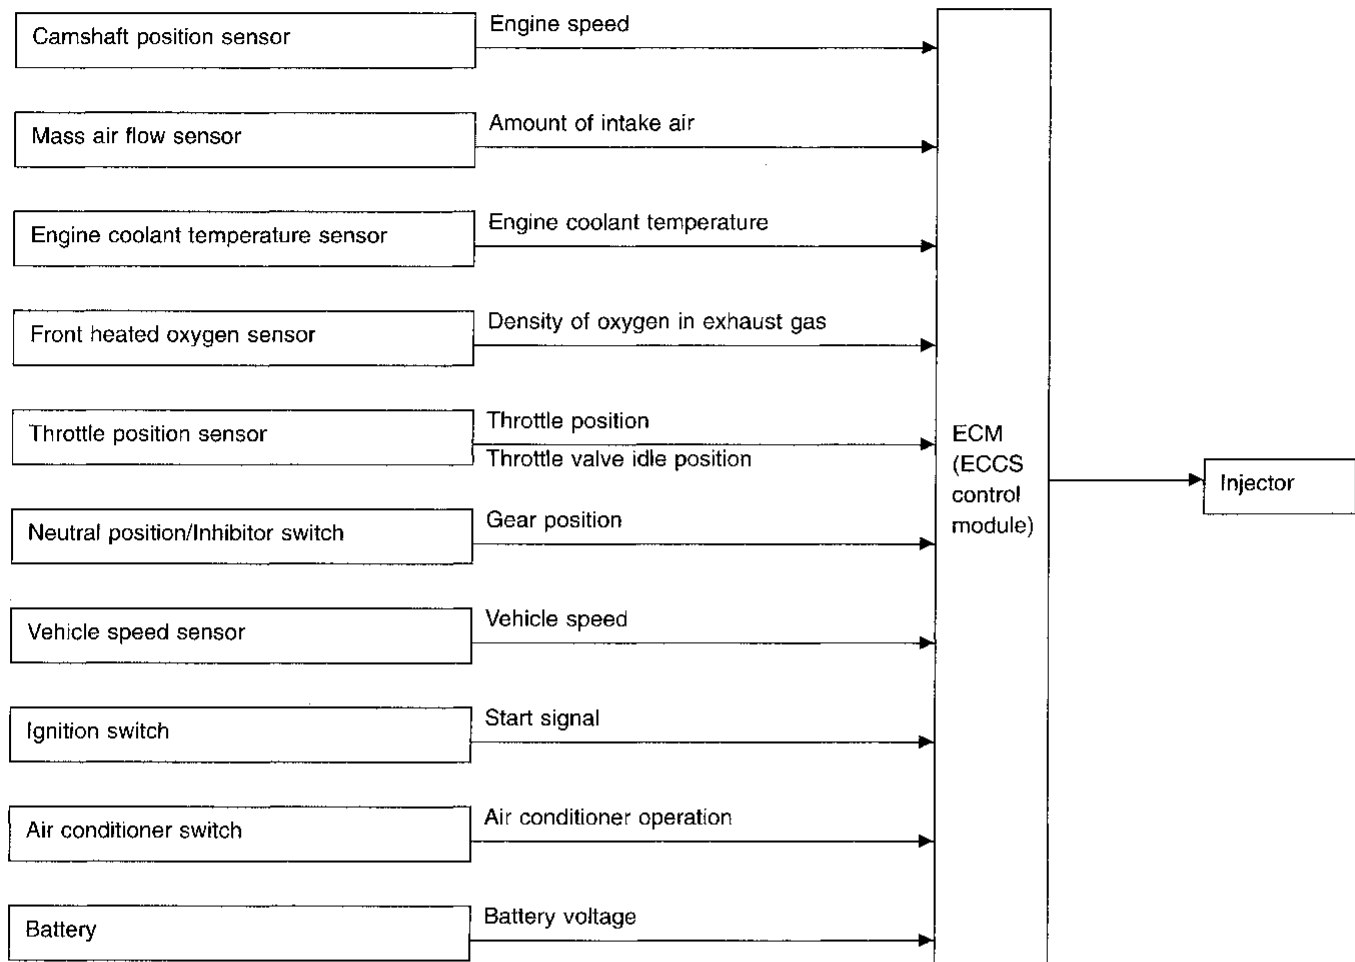 Camshaft position sensor
Engine speed
Mass air flow sensor
Amount of intake air
Engine coolant temperature sensor
Engine coolant temperature
Front heated oxygen sensor
Density of oxygen in exhaust gas
Throttle position sensor
Throttle position
Throttle valve idle position
Neutral position/Inhibitor switch
Gear position
Vehicle speed sensor
Vehicle speed
Ignition switch
Start signal
Air conditioner switch
Air conditioner operation
Battery
Battery voltage
ECM
(ECCS
control
module)
Injector